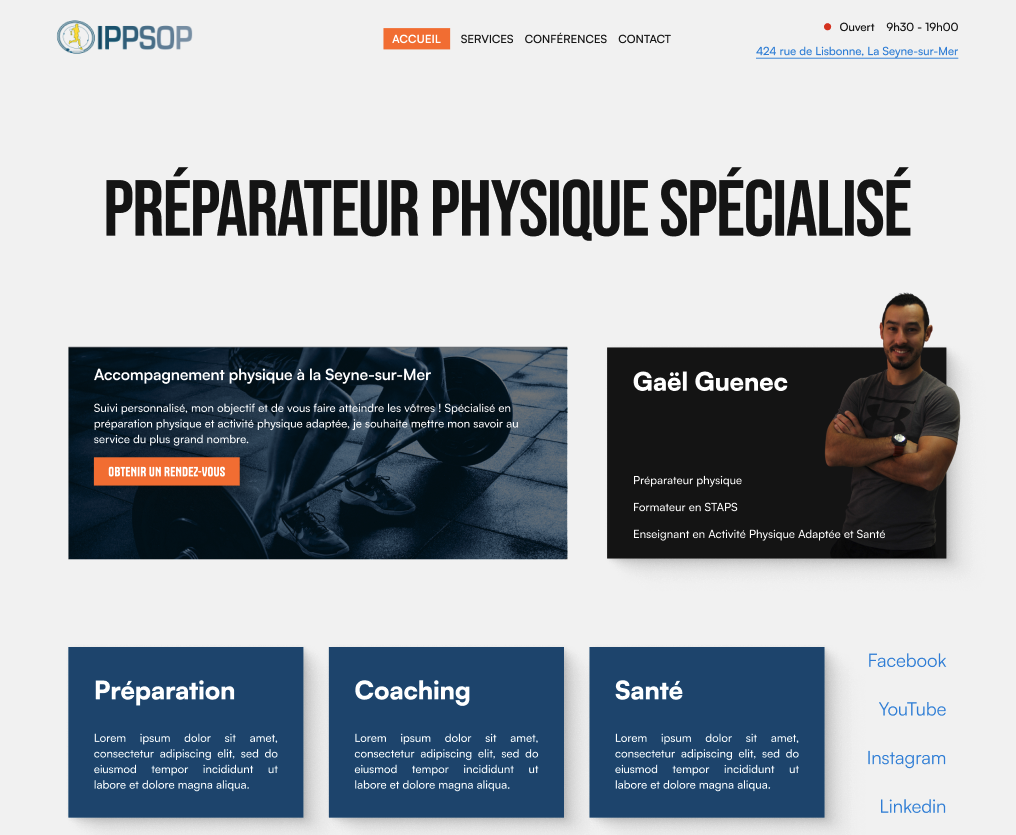 IPPSOP
ACCUEIL SERVICES CONFÉRENCES CONTACT
Ouvert 9h30 - 19h00
424 rue de Lisbonne, La Seyne-sur-Mer
PRÉPARATEUR PHYSIQUE SPÉCIALISÉ
Accompagnement physique à la Seyne-sur-Mer
Suivi personnalisé, mon objectif et de vous faire atteindre les vôtres ! Spécialisé en
préparation physique et activité physique adaptée, je souhaite mettre mon savoir au
service du plus grand nombre.
OBTENIR UN RENDEZ-VOUS
Gaël Guenec
Préparateur physique
Formateur en STAPS
Enseignant en Activité Physique Adaptée et Santé
Préparation
Lorem ipsum dolor sit amet,
consectetur adipiscing elit, sed do
eiusmod tempor incididunt ut
labore et dolore magna aliqua.
Coaching
Lorem ipsum dolor sit amet,
consectetur adipiscing elit, sed do
eiusmod tempor incididunt ut
labore et dolore magna aliqua.
Santé
Lorem ipsum dolor sit amet,
consectetur adipiscing elit, sed do
eiusmod tempor incididunt ut
labore et dolore magna aliqua.
Facebook
YouTube
Instagram
Linkedin